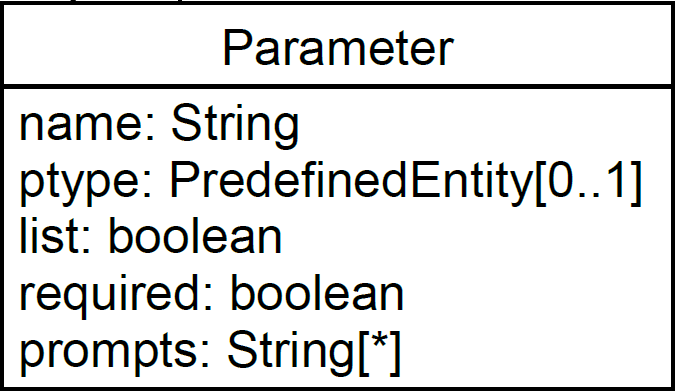 Parameter
name: String
ptype: PredefinedEntity[0..1]
list: boolean
required: boolean
prompts: String[*]